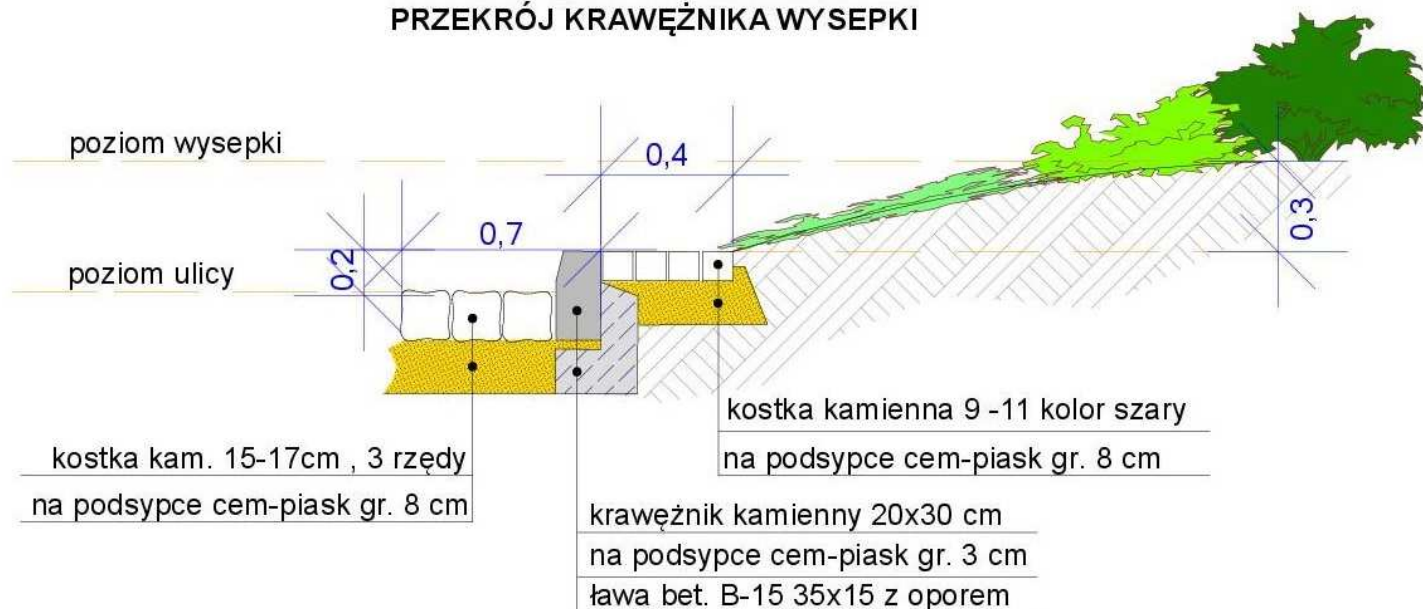 PRZEKRÓJ KRAWĘŻNIKA WYSEPKI
poziom wysepki
0,4
0,7
0,3
poziom ulicy
0,2
kostka kamienna 9 -11 kolor szary
na podsypce cem-piask gr. 8 cm
kostka kam. 15-17cm , 3 rzędy
na podsypce cem-piask gr. 8 cm
krawężnik kamienny 20x30 cm
na podsypce cem-piask gr. 3 cm
ława bet. B-15 35x15 z oporem